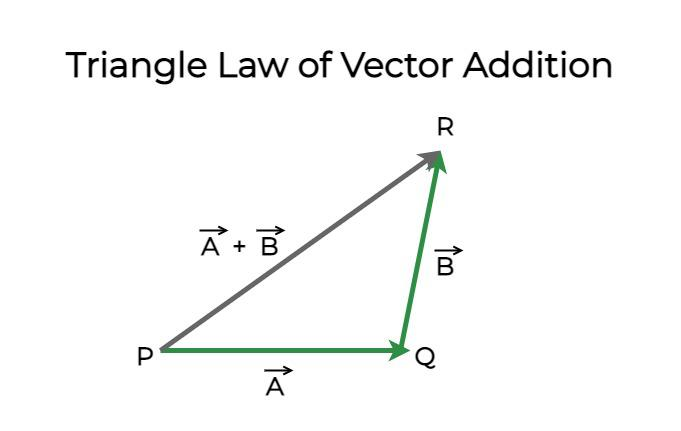 Triangle Law of Vector Addition
R
A⃗ + B⃗
B⃗
P
Q
A⃗